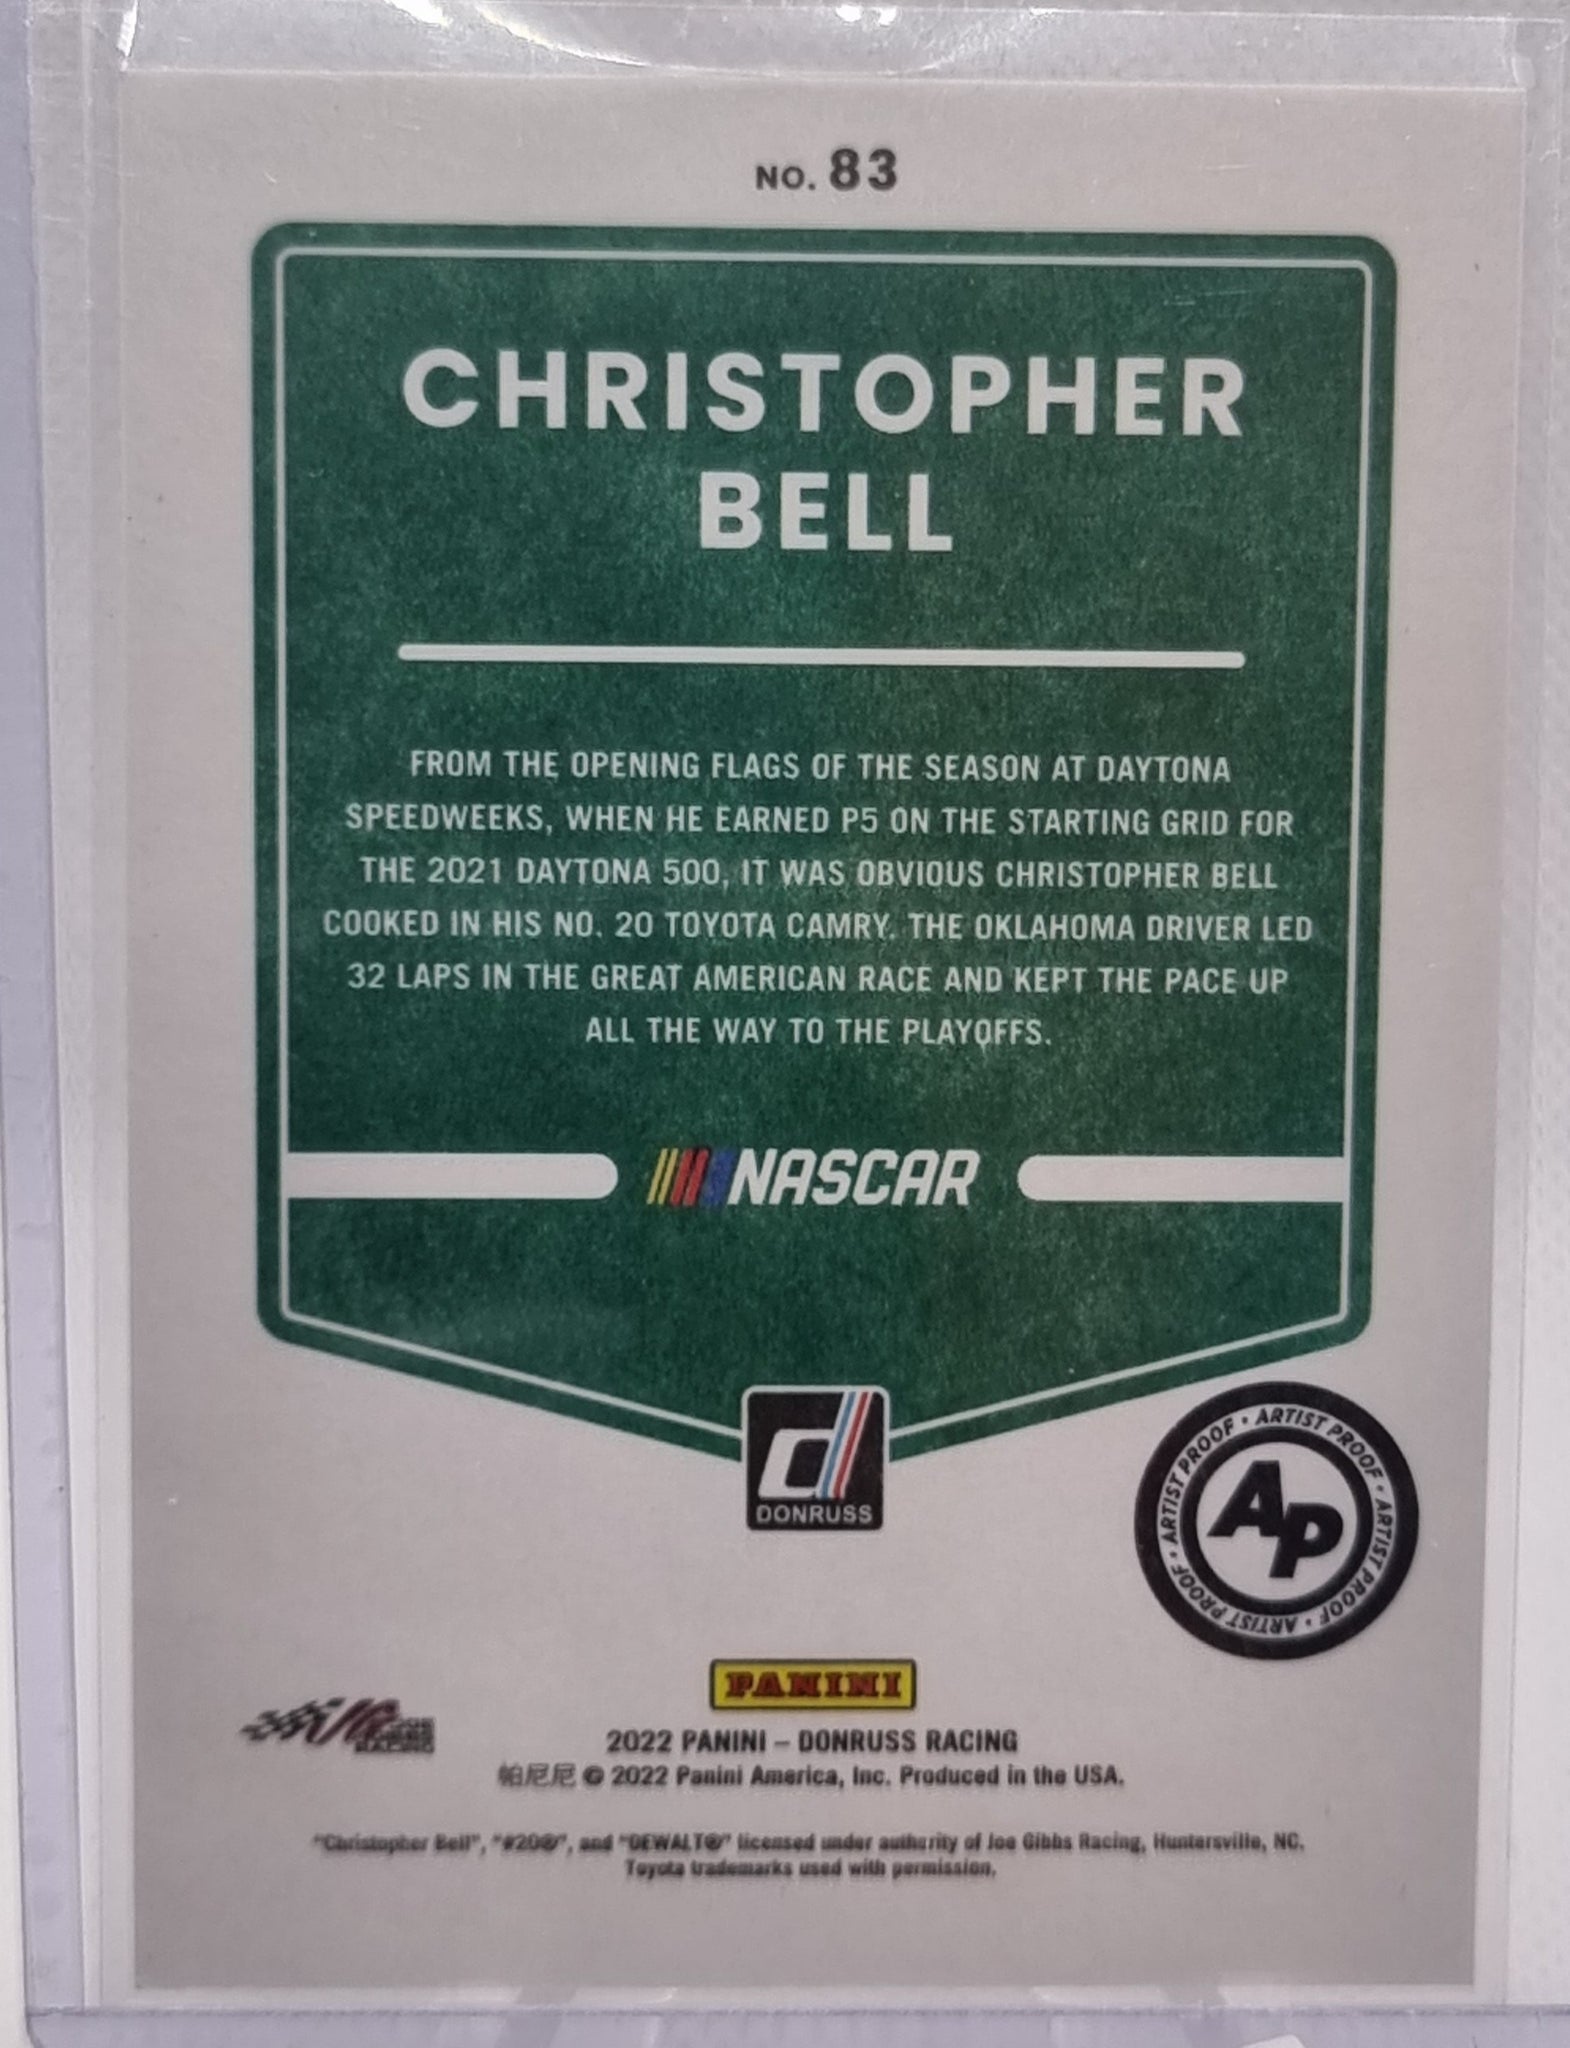 NO. 83
CHRISTOPHER
BELL
FROM THE OPENING FLAGS OF THE SEASON AT DAYTONA
SPEEDWEEKS, WHEN HE EARNED P5 ON THE STARTING GRID FOR
THE 2021 DAYTONA 500, IT WAS OBVIOUS CHRISTOPHER BELL
COOKED IN HIS NO. 20 TOYOTA CAMRY. THE OKLAHOMA DRIVER LED
32 LAPS IN THE GREAT AMERICAN RACE AND KEPT THE PACE UP
ALL THE WAY TO THE PLAYOFFS.
NASCAR
d
DONRUSS
ARTIST PROOF • ARTIST PROOF • ARTIST PROOF • ARTIST PROOF •
AP
PANINI
JOE
GIBBS
RACING
2022 PANINI – DONRUSS RACING
帕尼尼 © 2022 Panini America, Inc. Produced in the USA.
"Christopher Bell", "#20®", and "DEWALT®" licensed under authority of Joe Gibbs Racing, Huntersville, NC.
Toyota trademarks used with permission.